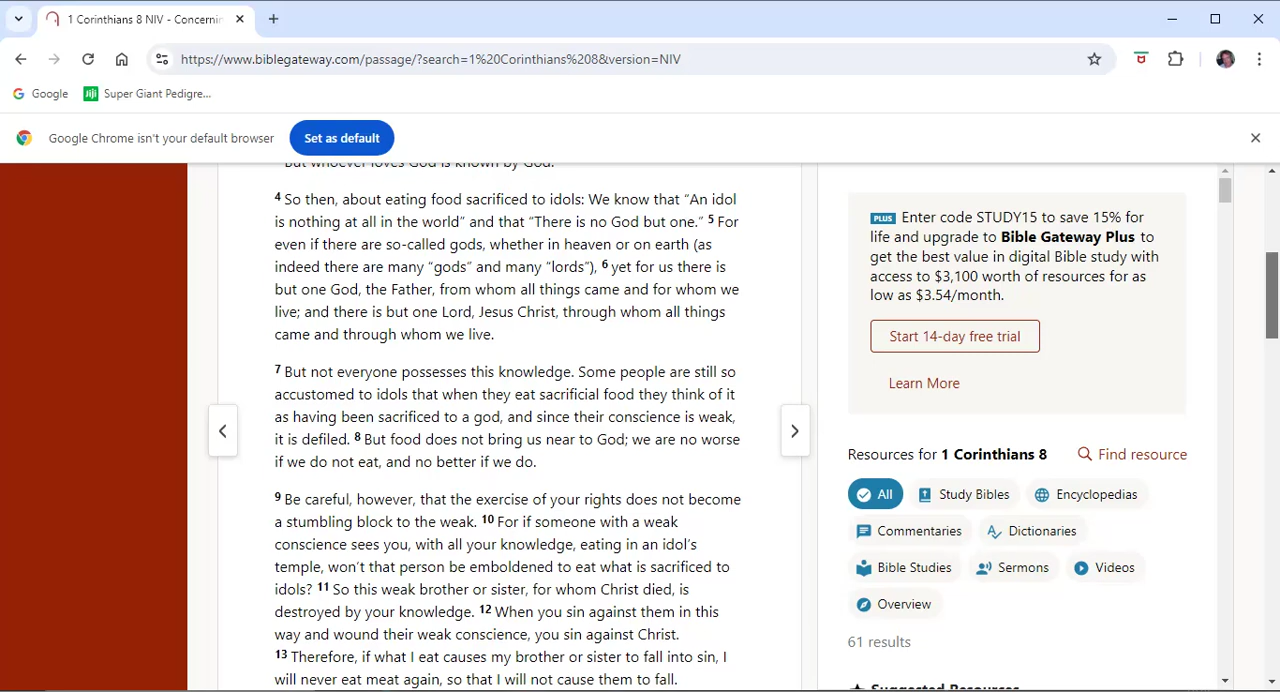 1 Corinthians 8 NIV - Concernin
https://www.biblegateway.com/passage/?search=1%20Corinthians%208&version=NIV
Google
Jiji Super Giant Pedigre...
Google Chrome isn't your default browser
Set as default
But whoever loves God is known by God.
4 So then, about eating food sacrificed to idols: We know that “An idol
is nothing at all in the world” and that “There is no God but one.” 5 For
even if there are so-called gods, whether in heaven or on earth (as
indeed there are many “gods” and many “lords”), 6 yet for us there is
but one God, the Father, from whom all things came and for whom we
live; and there is but one Lord, Jesus Christ, through whom all things
came and through whom we live.
7 But not everyone possesses this knowledge. Some people are still so
accustomed to idols that when they eat sacrificial food they think of it
as having been sacrificed to a god, and since their conscience is weak,
it is defiled. 8 But food does not bring us near to God; we are no worse
if we do not eat, and no better if we do.
9 Be careful, however, that the exercise of your rights does not become
a stumbling block to the weak. 10 For if someone with a weak
conscience sees you, with all your knowledge, eating in an idol’s
temple, won’t that person be emboldened to eat what is sacrificed to
idols? 11 So this weak brother or sister, for whom Christ died, is
destroyed by your knowledge. 12 When you sin against them in this
way and wound their weak conscience, you sin against Christ.
13 Therefore, if what I eat causes my brother or sister to fall into sin, I
will never eat meat again, so that I will not cause them to fall.
PLUS Enter code STUDY15 to save 15% for
life and upgrade to Bible Gateway Plus to
get the best value in digital Bible study with
access to $3,100 worth of resources for as
low as $3.54/month.
Start 14-day free trial
Learn More
Resources for 1 Corinthians 8
Find resource
All
Study Bibles
Encyclopedias
Commentaries
Dictionaries
Bible Studies
Sermons
Videos
Overview
61 results
Suggested Resources